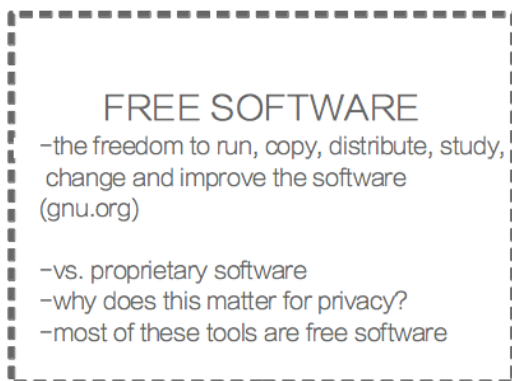 FREE SOFTWARE
-the freedom to run, copy, distribute, study,
change and improve the software
(gnu.org)
-vs. proprietary software
-why does this matter for privacy?
-most of these tools are free software